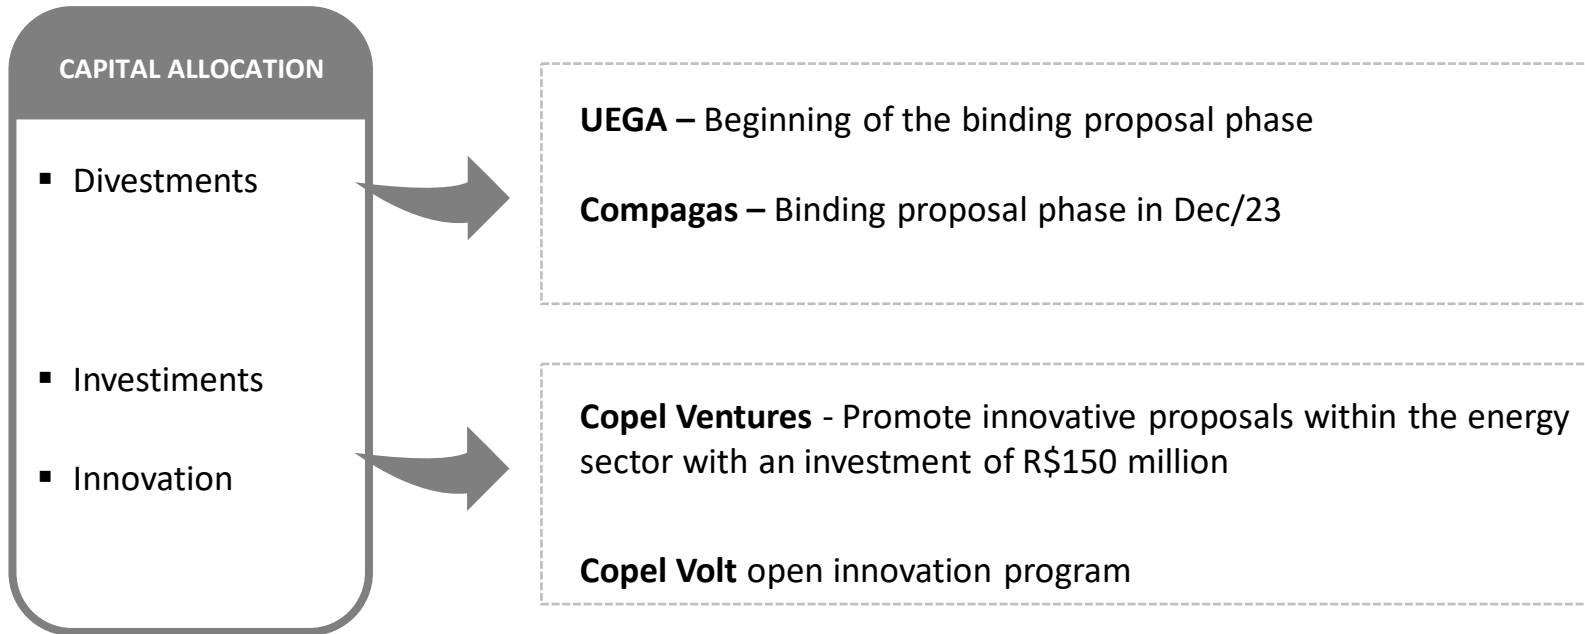 CAPITAL ALLOCATION
▪ Divestments
UEGA – Beginning of the binding proposal phase
Compagas – Binding proposal phase in Dec/23
▪ Investiments
▪ Innovation
Copel Ventures - Promote innovative proposals within the energy
sector with an investment of R$150 million
Copel Volt open innovation program